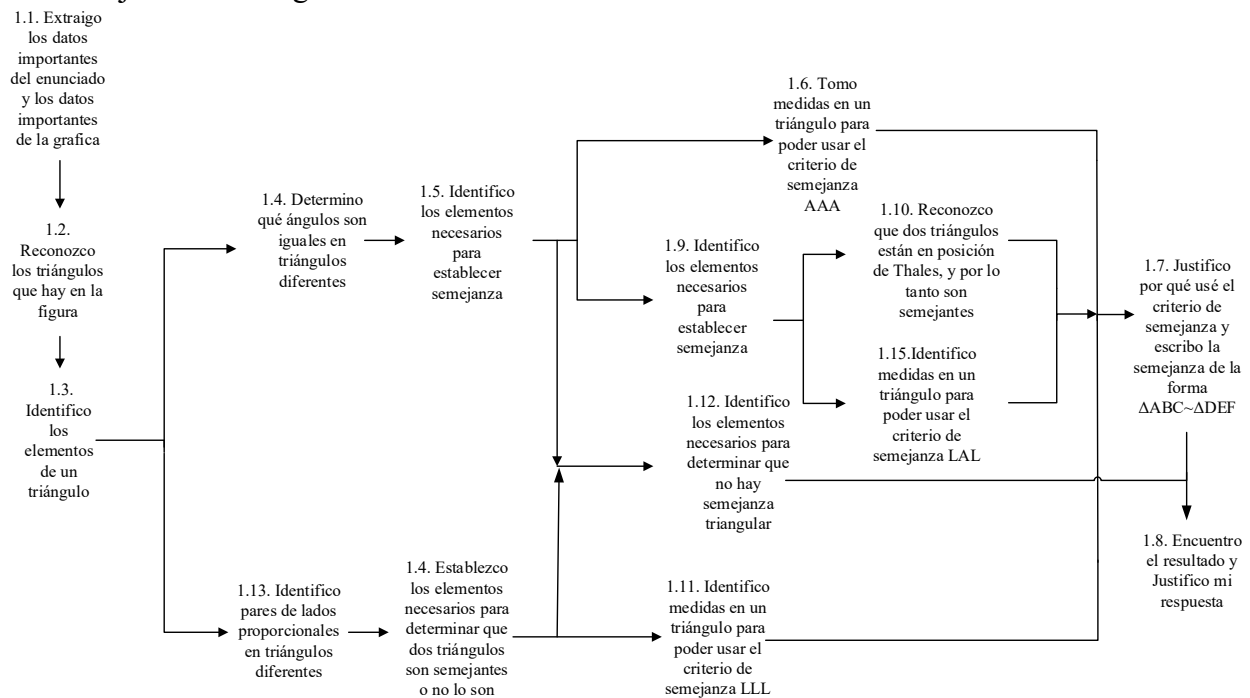 1.1. Extraigo
los datos
importantes
del enunciado
y los datos
importantes
de la grafica
1.2.
Reconozco
los triángulos
que hay en la
figura
1.3.
Identifico
los
elementos
de un
triángulo
1.4. Determino
qué ángulos son
iguales en
triángulos
diferentes
1.5. Identifico
los elementos
necesarios
para
establecer
semejanza
1.6. Tomo
medidas en un
triángulo para
poder usar el
criterio de
semejanza
AAA
1.9. Identifico
los elementos
necesarios
para
establecer
semejanza
1.10. Reconozco
que dos triángulos
están en posición
de Thales, y por lo
tanto son
semejantes
1.15.Identifico
medidas en un
triángulo para
poder usar el
criterio de
semejanza LAL
1.12. Identifico
los elementos
necesarios para
determinar que
no hay
semejanza
triangular
1.7. Justifico
por qué usé el
criterio de
semejanza y
escribo la
semejanza de la
forma
ΔABC~ΔDEF
1.8. Encuentro
el resultado y
Justifico mi
respuesta
1.13. Identifico
pares de lados
proporcionales
en triángulos
diferentes
1.4. Establezco
los elementos
necesarios para
determinar que
dos triángulos
son semejantes
o no lo son
1.11. Identifico
medidas en un
triángulo para
poder usar el
criterio de
semejanza LLL